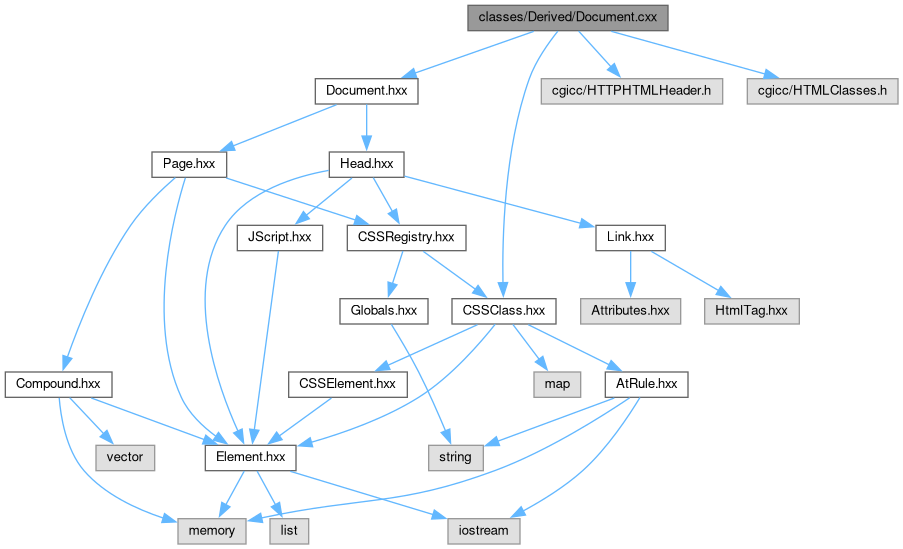 classes/Derived/Document.cxx
Document.hxx
cgicc/HTTPHTMLHeader.h
cgicc/HTMLClasses.h
Page.hxx
Head.hxx
JScript.hxx
CSSRegistry.hxx
Link.hxx
Globals.hxx
CSSClass.hxx
Attributes.hxx
HtmlTag.hxx
Compound.hxx
CSSElement.hxx
map
AtRule.hxx
vector
Element.hxx
string
memory
list
iostream